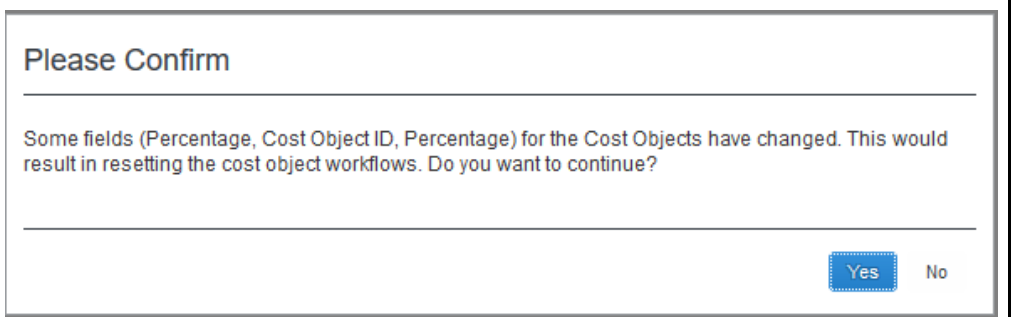 Please Confirm
Some fields (Percentage, Cost Object ID, Percentage) for the Cost Objects have changed. This would
result in resetting the cost object workflows. Do you want to continue?
Yes No